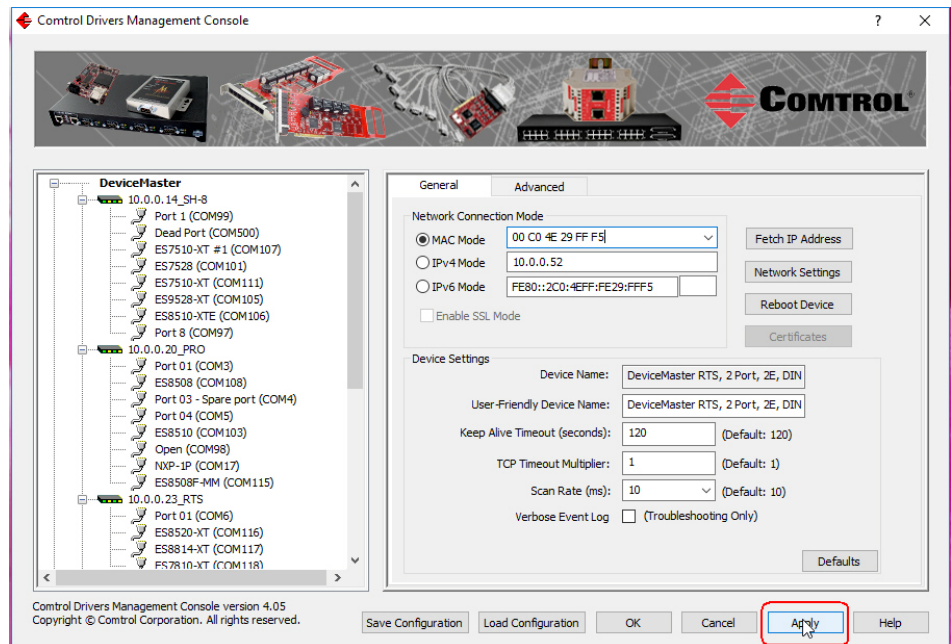 Comtrol Drivers Management Console
? X
COMTROL
DeviceMaster
10.0.0.14_SH-8
Port 1 (COM99)
Dead Port (COM500)
ES7510-XT #1 (COM107)
ES7528 (COM101)
ES7510-XT (COM111)
ES9528-XT (COM105)
ES8510-XTE (COM106)
Port 8 (COM97)
10.0.0.20_PRO
Port 01 (COM3)
ES8508 (COM108)
Port 03 - Spare port (COM4)
Port 04 (COM5)
ES8510 (COM103)
Open (COM98)
NXP-1P (COM17)
ES8508F-MM (COM115)
10.0.0.23_RTS
Port 01 (COM6)
ES8520-XT (COM116)
ES8814-XT (COM117)
ES7810-XT (COM118)
General Advanced
Network Connection Mode
MAC Mode 00 C0 4E 29 FF F5
IPv4 Mode 10.0.0.52
IPv6 Mode FE80::2C0:4EFF:FE29:FFF5
Enable SSL Mode
Fetch IP Address
Network Settings
Reboot Device
Certificates
Device Settings
Device Name: DeviceMaster RTS, 2 Port, 2E, DIN
User-Friendly Device Name: DeviceMaster RTS, 2 Port, 2E, DIN
Keep Alive Timeout (seconds): 120 (Default: 120)
TCP Timeout Multiplier: 1 (Default: 1)
Scan Rate (ms): 10 (Default: 10)
Verbose Event Log (Troubleshooting Only)
Defaults
Comtrol Drivers Management Console version 4.05
Copyright © Comtrol Corporation. All rights reserved.
Save Configuration Load Configuration OK Cancel Apply Help